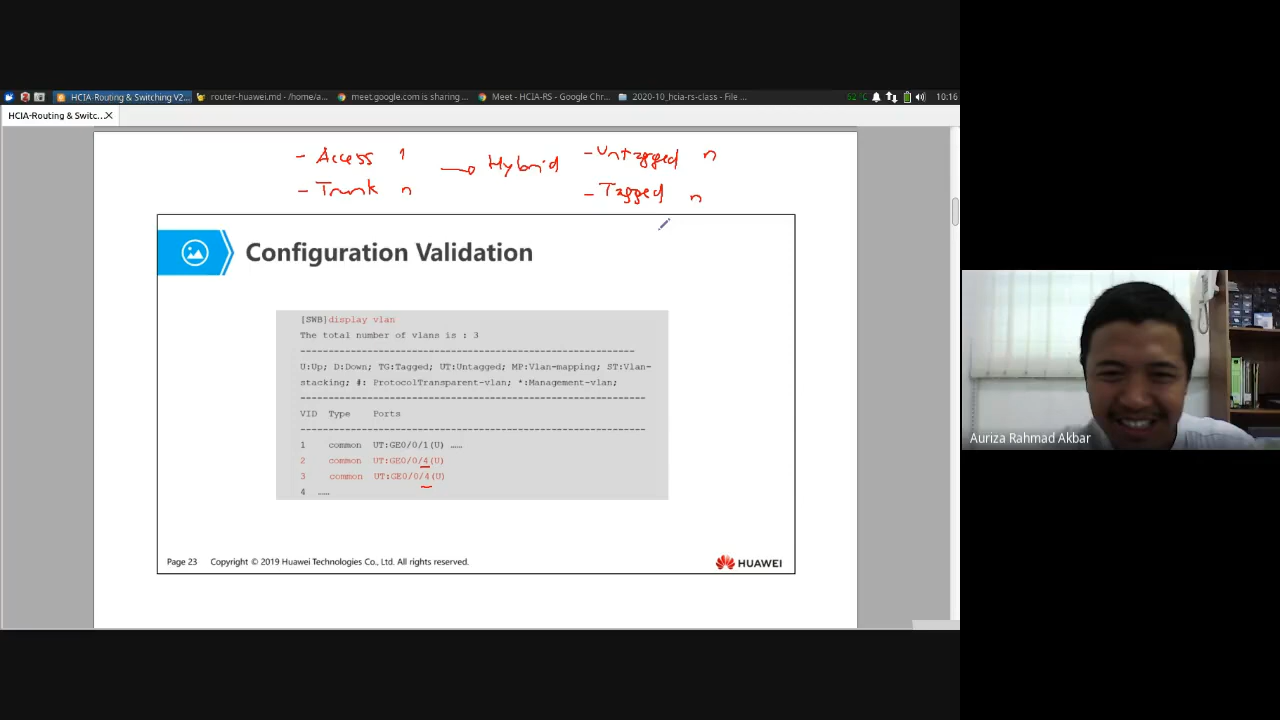 HCIA-Routing & Switching V2... router-huawei.md - /home/a... meet.google.com is sharing ... Meet - HCIA-RS - Google Chr... 2020-10_hcia-rs-class - File ... 62°C 10:16
HCIA-Routing & Switc...
- Access 1 → Hybrid - Untagged n
- Trunk n - Tagged n
Configuration Validation
[SWB]display vlan
The total number of vlans is : 3
----------------------------------------------------------------
U:Up; D:Down; TG:Tagged; UT:Untagged; MP:Vlan-mapping; ST:Vlan-
stacking; #: ProtocolTransparent-vlan; *:Management-vlan;
------------------------------------------------------------------
VID Type Ports
------------------------------------------------------------------
1 common UT:GE0/0/1(U) ……
2 common UT:GE0/0/4(U)
3 common UT:GE0/0/4(U)
4 ……
Page 23 Copyright © 2019 Huawei Technologies Co., Ltd. All rights reserved. HUAWEI
Auriza Rahmad Akbar